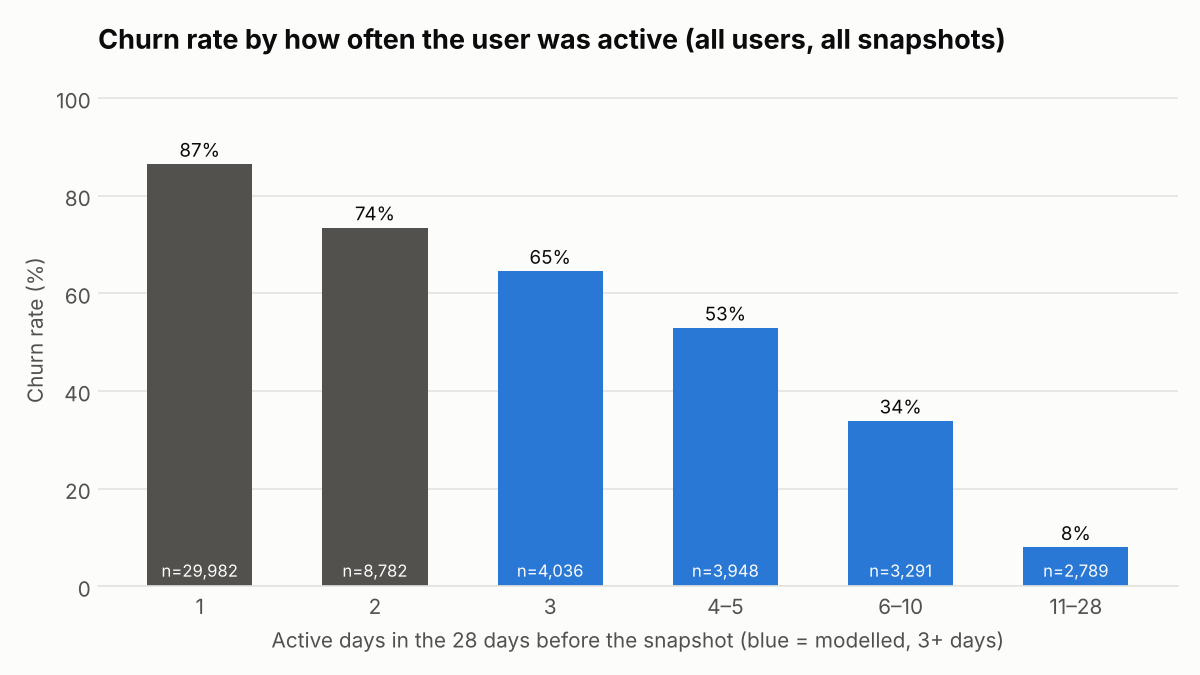 Churn rate by how often the user was active (all users, all snapshots)
Churn rate (%)
100
80
60
40
20
0
87%
74%
65%
53%
34%
8%
n=29,982
n=8,782
n=4,036
n=3,948
n=3,291
n=2,789
1
2
3
4–5
6–10
11–28
Active days in the 28 days before the snapshot (blue = modelled, 3+ days)